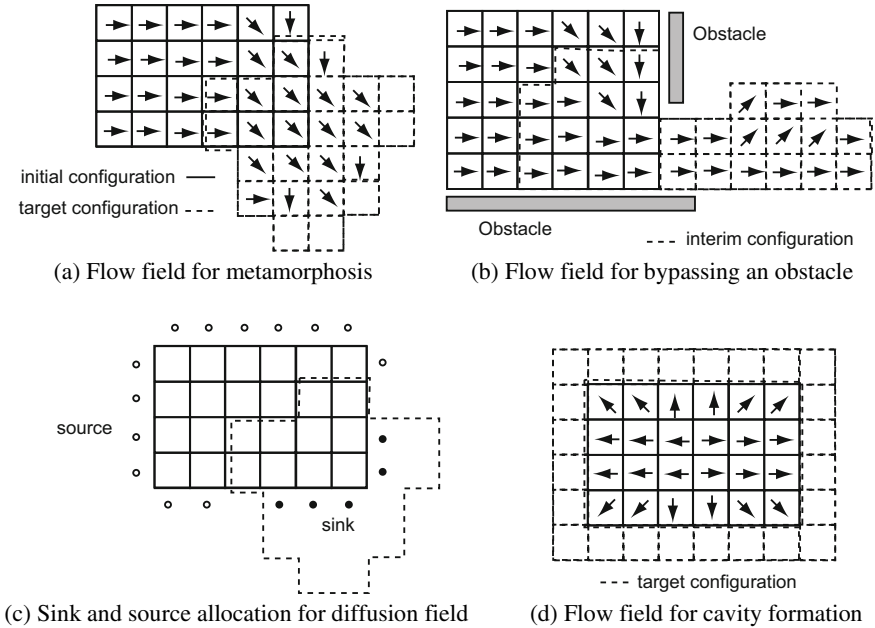 initial configuration
target configuration
(a) Flow field for metamorphosis
Obstacle
Obstacle
interim configuration
(b) Flow field for bypassing an obstacle
source
sink
(c) Sink and source allocation for diffusion field
target configuration
(d) Flow field for cavity formation